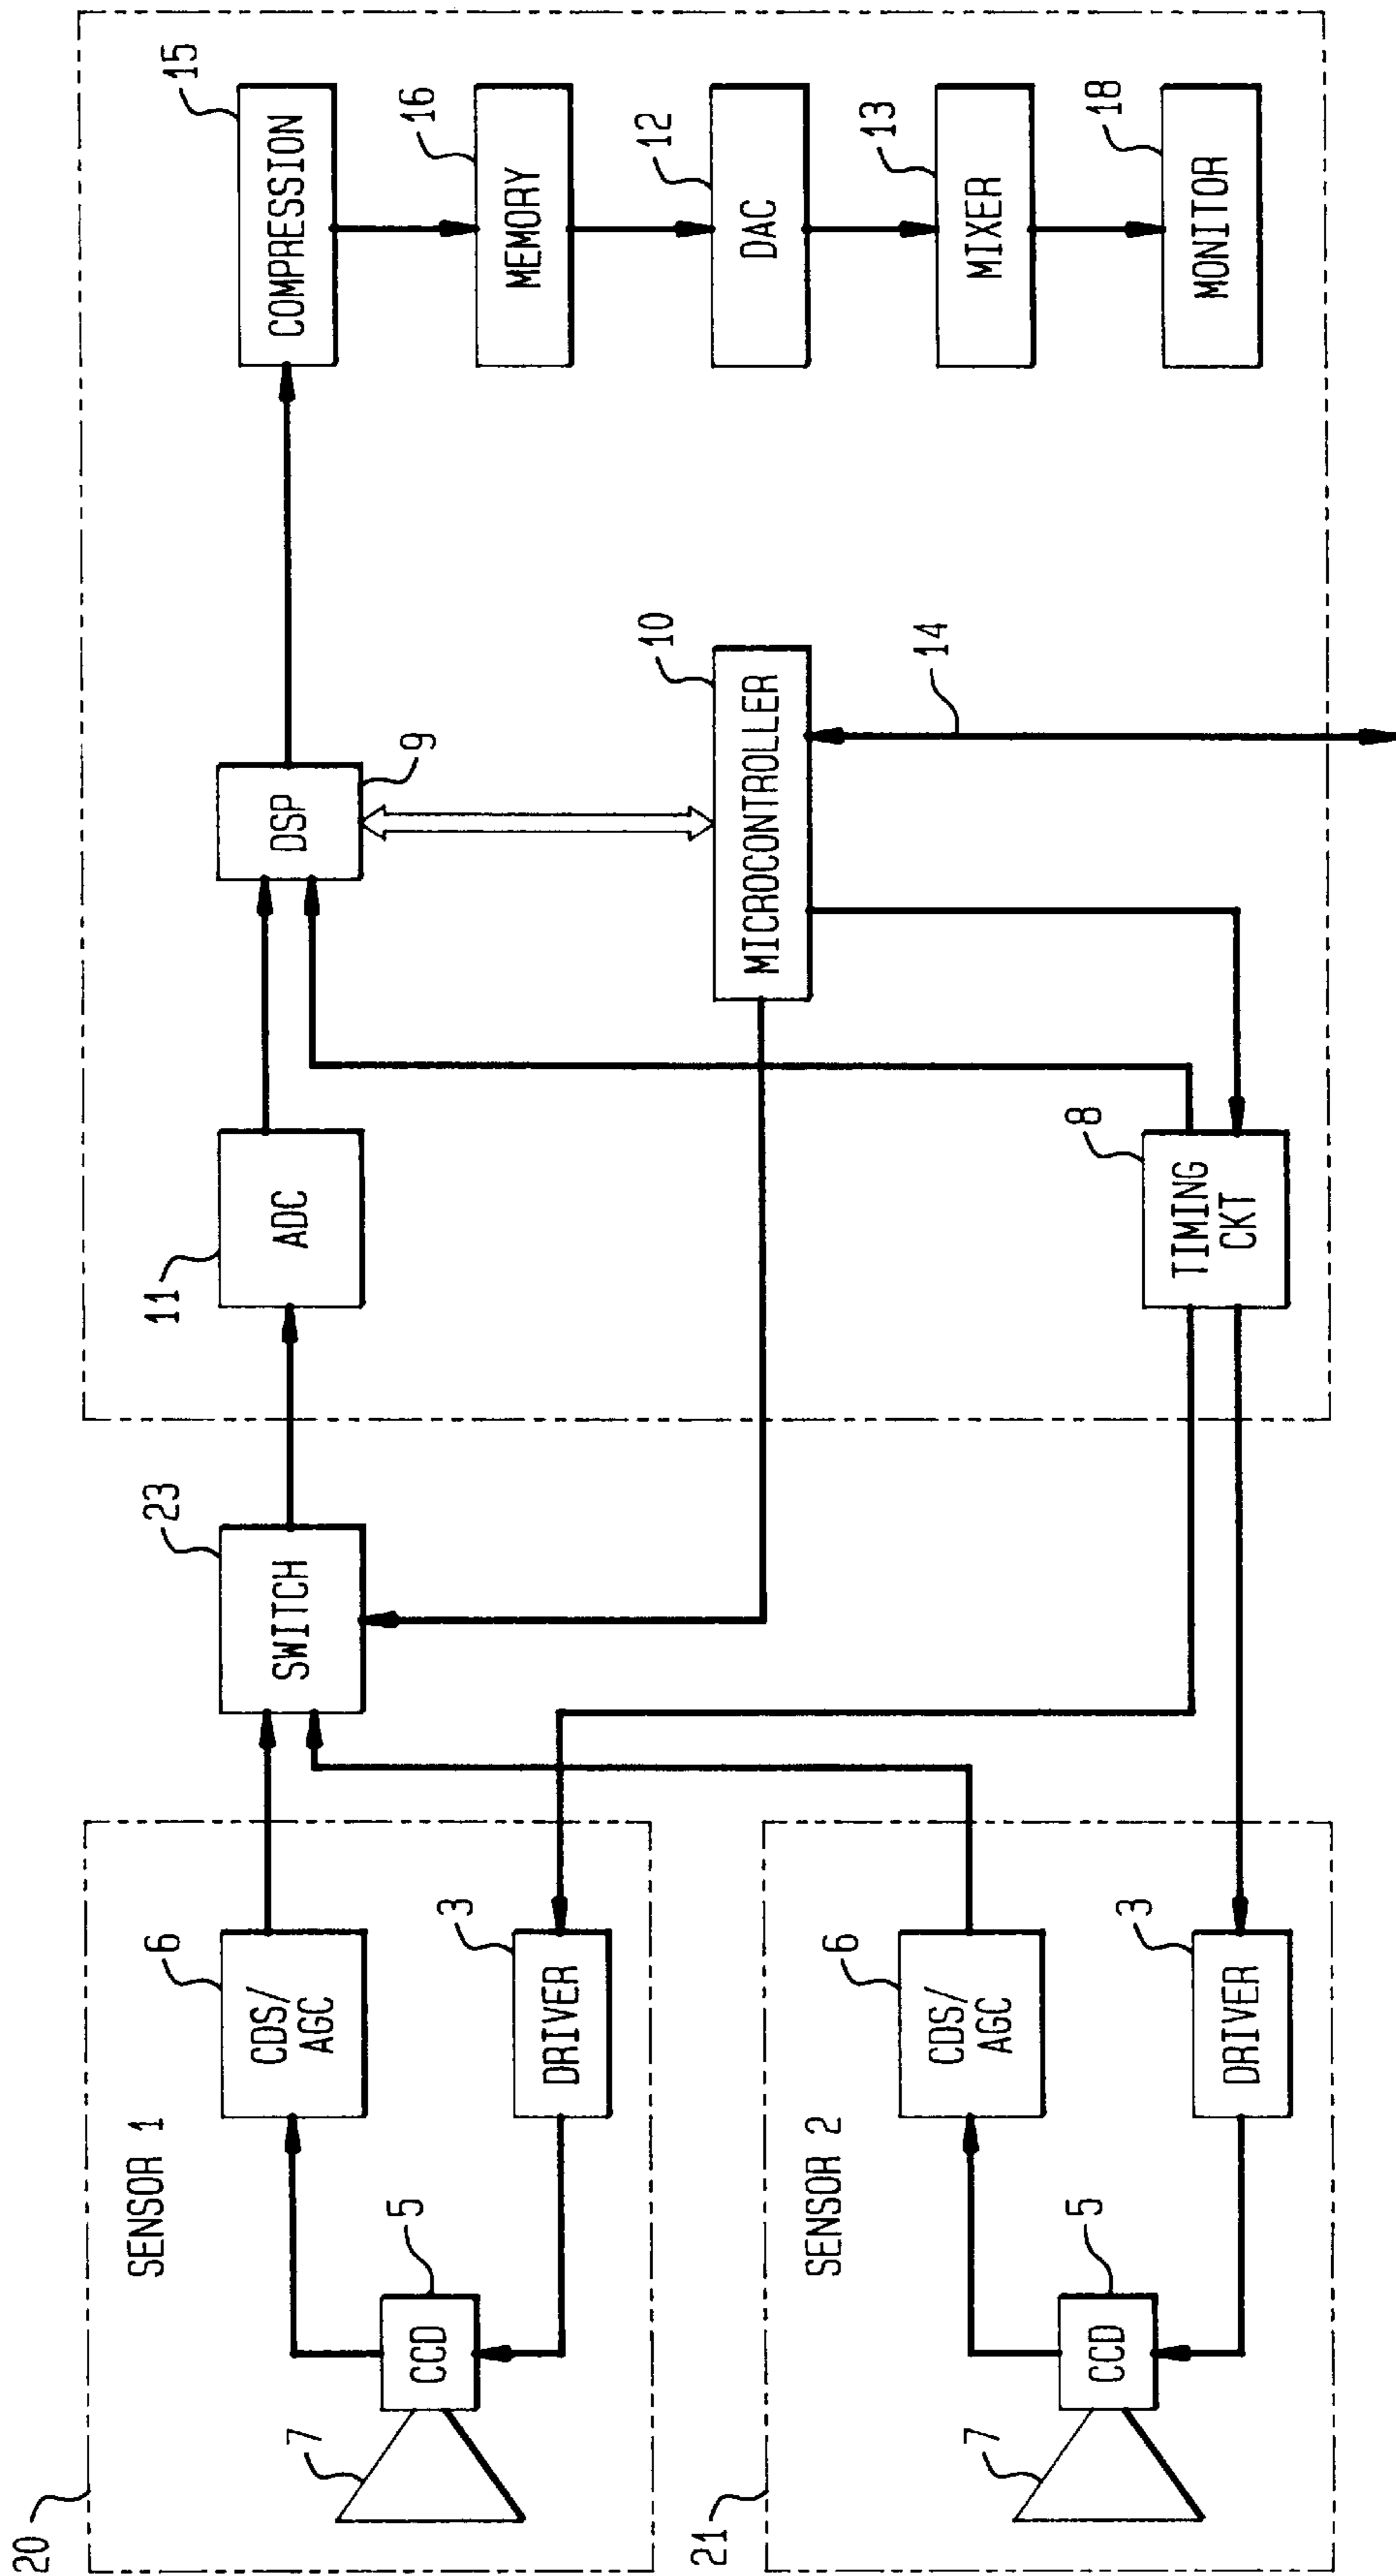 20
SENSOR 1
7
CCD
5
CDS/
AGC
6
DRIVER
3
21
SENSOR 2
7
CCD
5
CDS/
AGC
6
DRIVER
3
SWITCH
23
ADC
11
TIMING
CKT
8
DSP
9
MICROCONTROLLER
10
14
COMPRESSION
15
MEMORY
16
DAC
12
MIXER
13
MONITOR
18